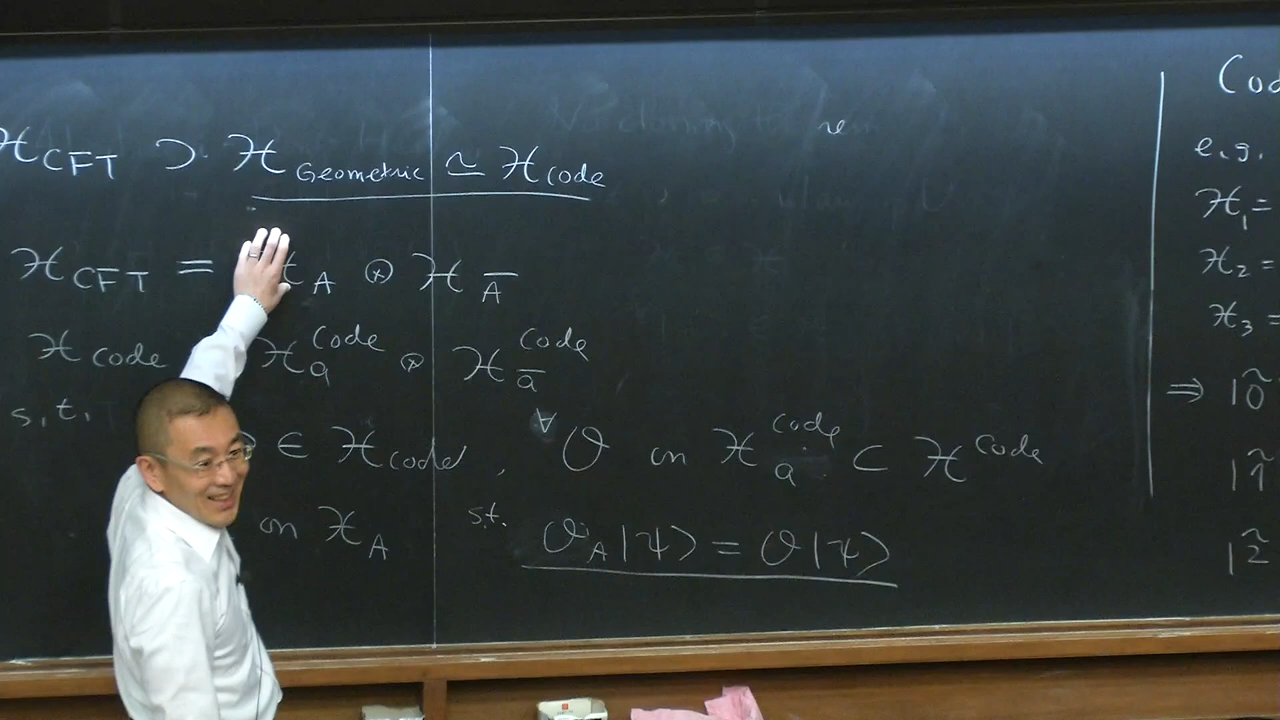 ℋ_CFT ⊃ ℋ_Geometric ≃ ℋ_code
ℋ_CFT = ℋ_A ⊗ ℋ_Ā
ℋ_code ℋ_a^code ⊗ ℋ_ā^code
s.t.
∈ ℋ_code, ∀ 𝒪 on ℋ_a^code ⊂ ℋ^code
on ℋ_A s.t. 𝒪_A|ψ⟩ = 𝒪|ψ⟩
Cod
e.g.
ℋ_1 =
ℋ_2 =
ℋ_3 =
⇒ |0̃
|1̃
|2̃